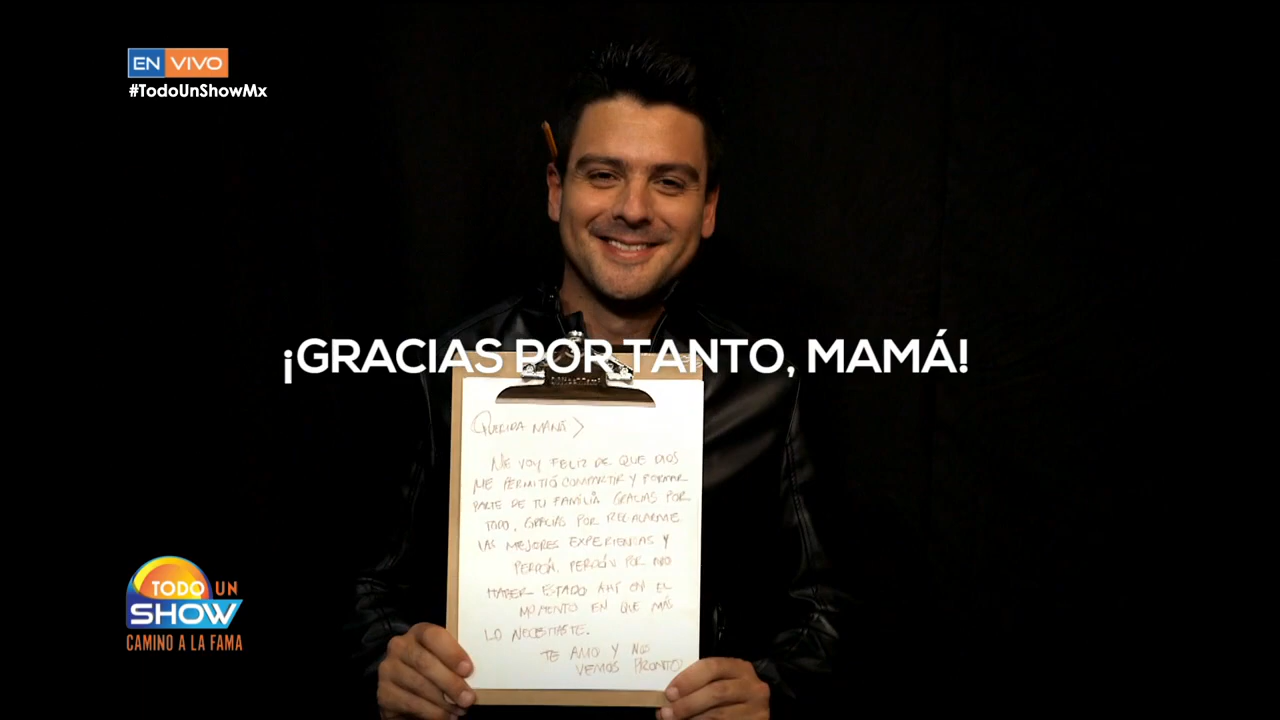 EN VIVO
#TodoUnShowMx
¡GRACIAS POR TANTO, MAMÁ!
QUERIDA MAMÁ>
ME VOY FELIZ DE QUE DIOS
ME PERMITIÓ COMPARTIR Y FORMAR
PARTE DE TU FAMILIA GRACIAS POR
TODO, GRACIAS POR REGALARME
LAS MEJORES EXPERIENCIAS Y
PERDÓN, PERDÓN POR NO
HABER ESTADO AHÍ EN EL
MOMENTO EN QUE MÁS
LO NECESITASTE.
TE AMO Y NOS
VEMOS PRONTO
TODO UN
SHOW
CAMINO A LA FAMA